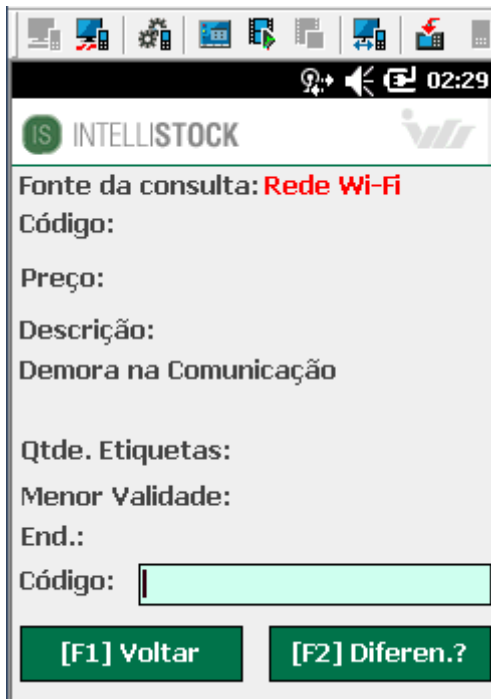 02:29
IS INTELLISTOCK
Fonte da consulta: Rede Wi-Fi
Código:
Preço:
Descrição:
Demora na Comunicação
Qtde. Etiquetas:
Menor Validade:
End.:
Código:
[F1] Voltar [F2] Diferen.?